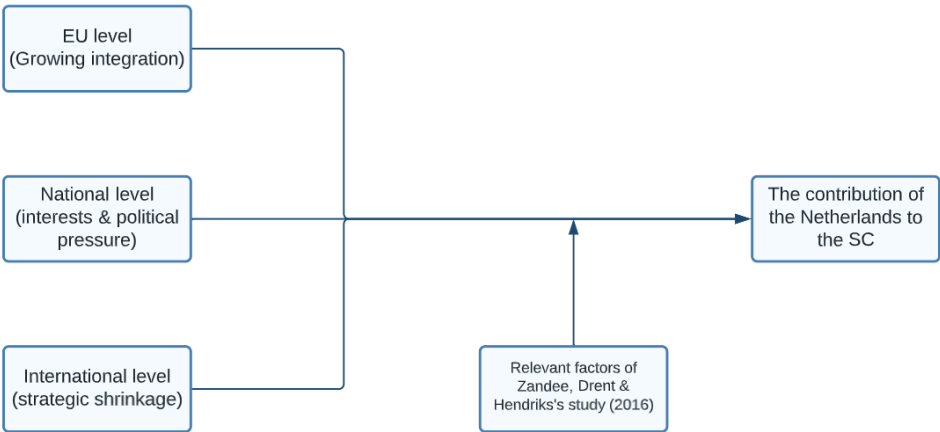 EU level
(Growing integration)
National level
(interests & political
pressure)
The contribution of
the Netherlands to
the SC
International level
(strategic shrinkage)
Relevant factors of
Zandee, Drent &
Hendriks's study (2016)